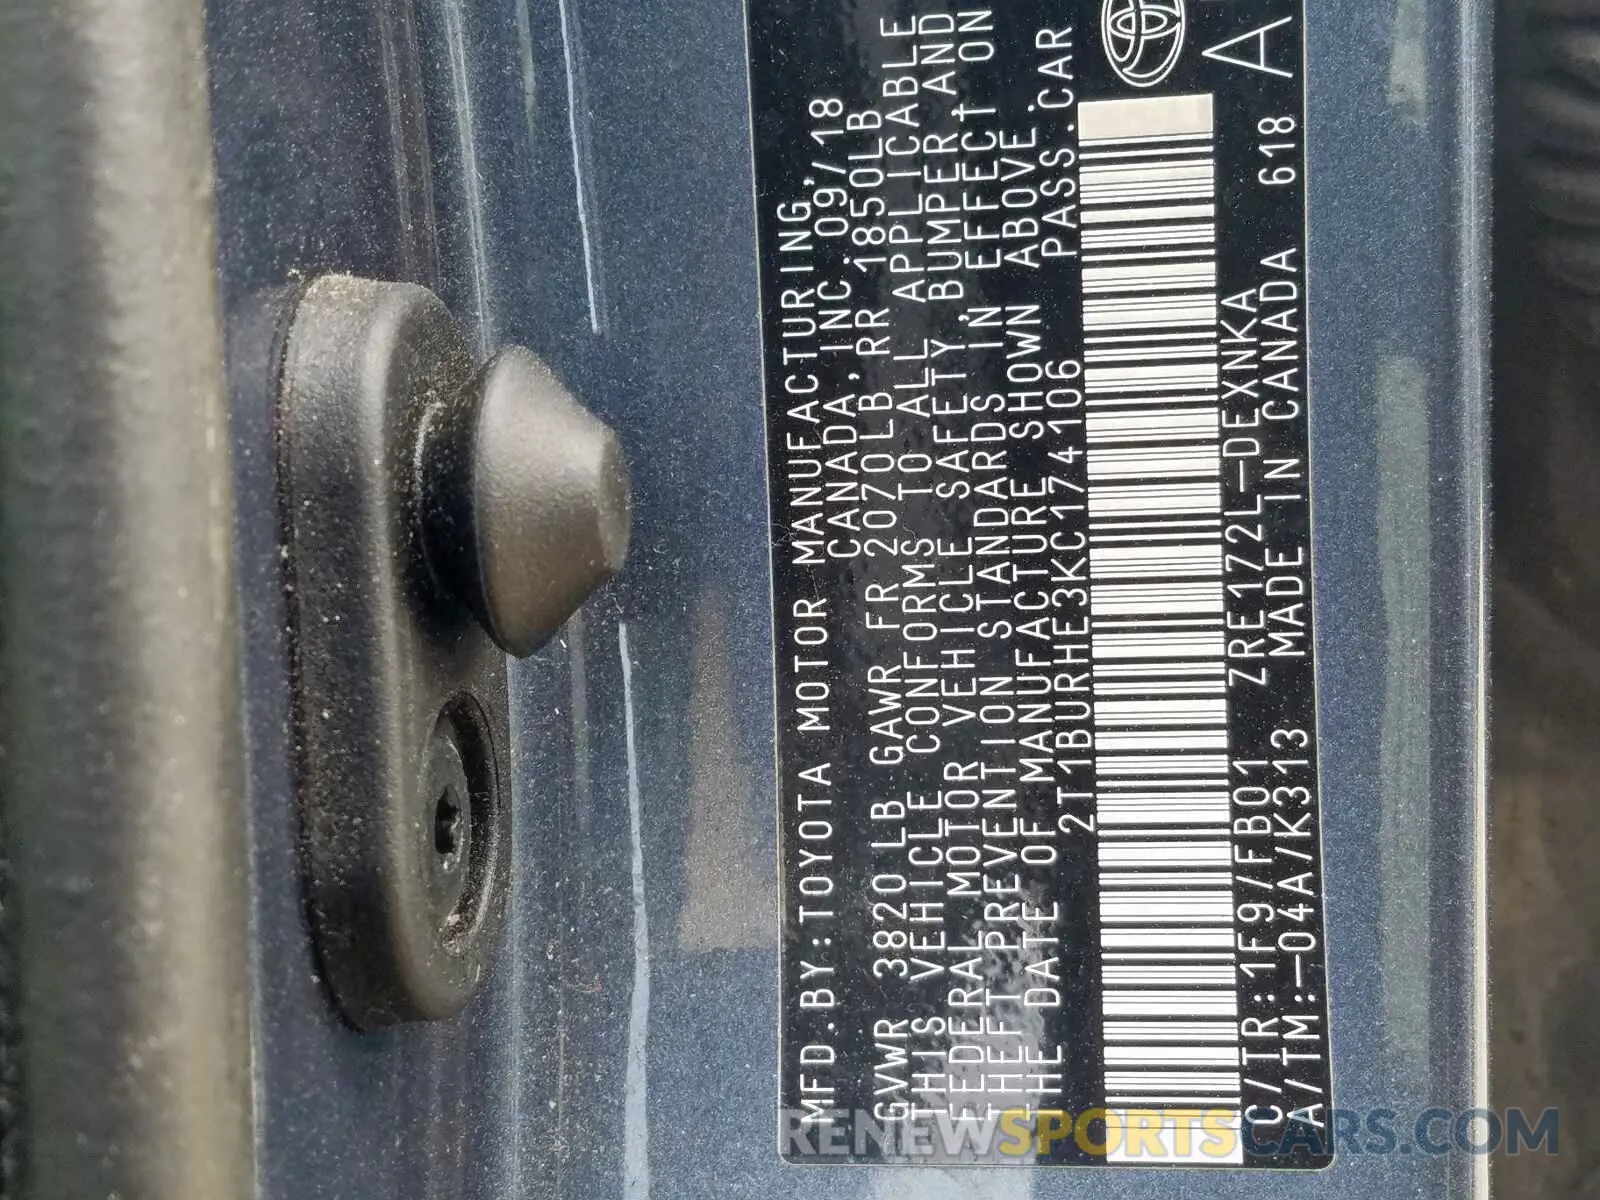 MFD.BY:TOYOTA MOTOR MANUFACTURING,
CANADA,INC.09/18
GVWR 3820LB GAWR FR 2070LB,RR 1850LB
THIS VEHICLE CONFORMS TO ALL APPLICABLE
FEDERAL MOTOR VEHICLE SAFETY,BUMPER,AND
THEFT PREVENTION STANDARDS IN EFFECT ON
THE DATE OF MANUFACTURE SHOWN ABOVE.
2T1BURHE3KC174106 PASS.CAR
C/TR:1F9/FB01 ZRE172L-DEXNKA
A/TM:-04A/K313 MADE IN CANADA 618
A
RENEWSPORTSCARS.COM